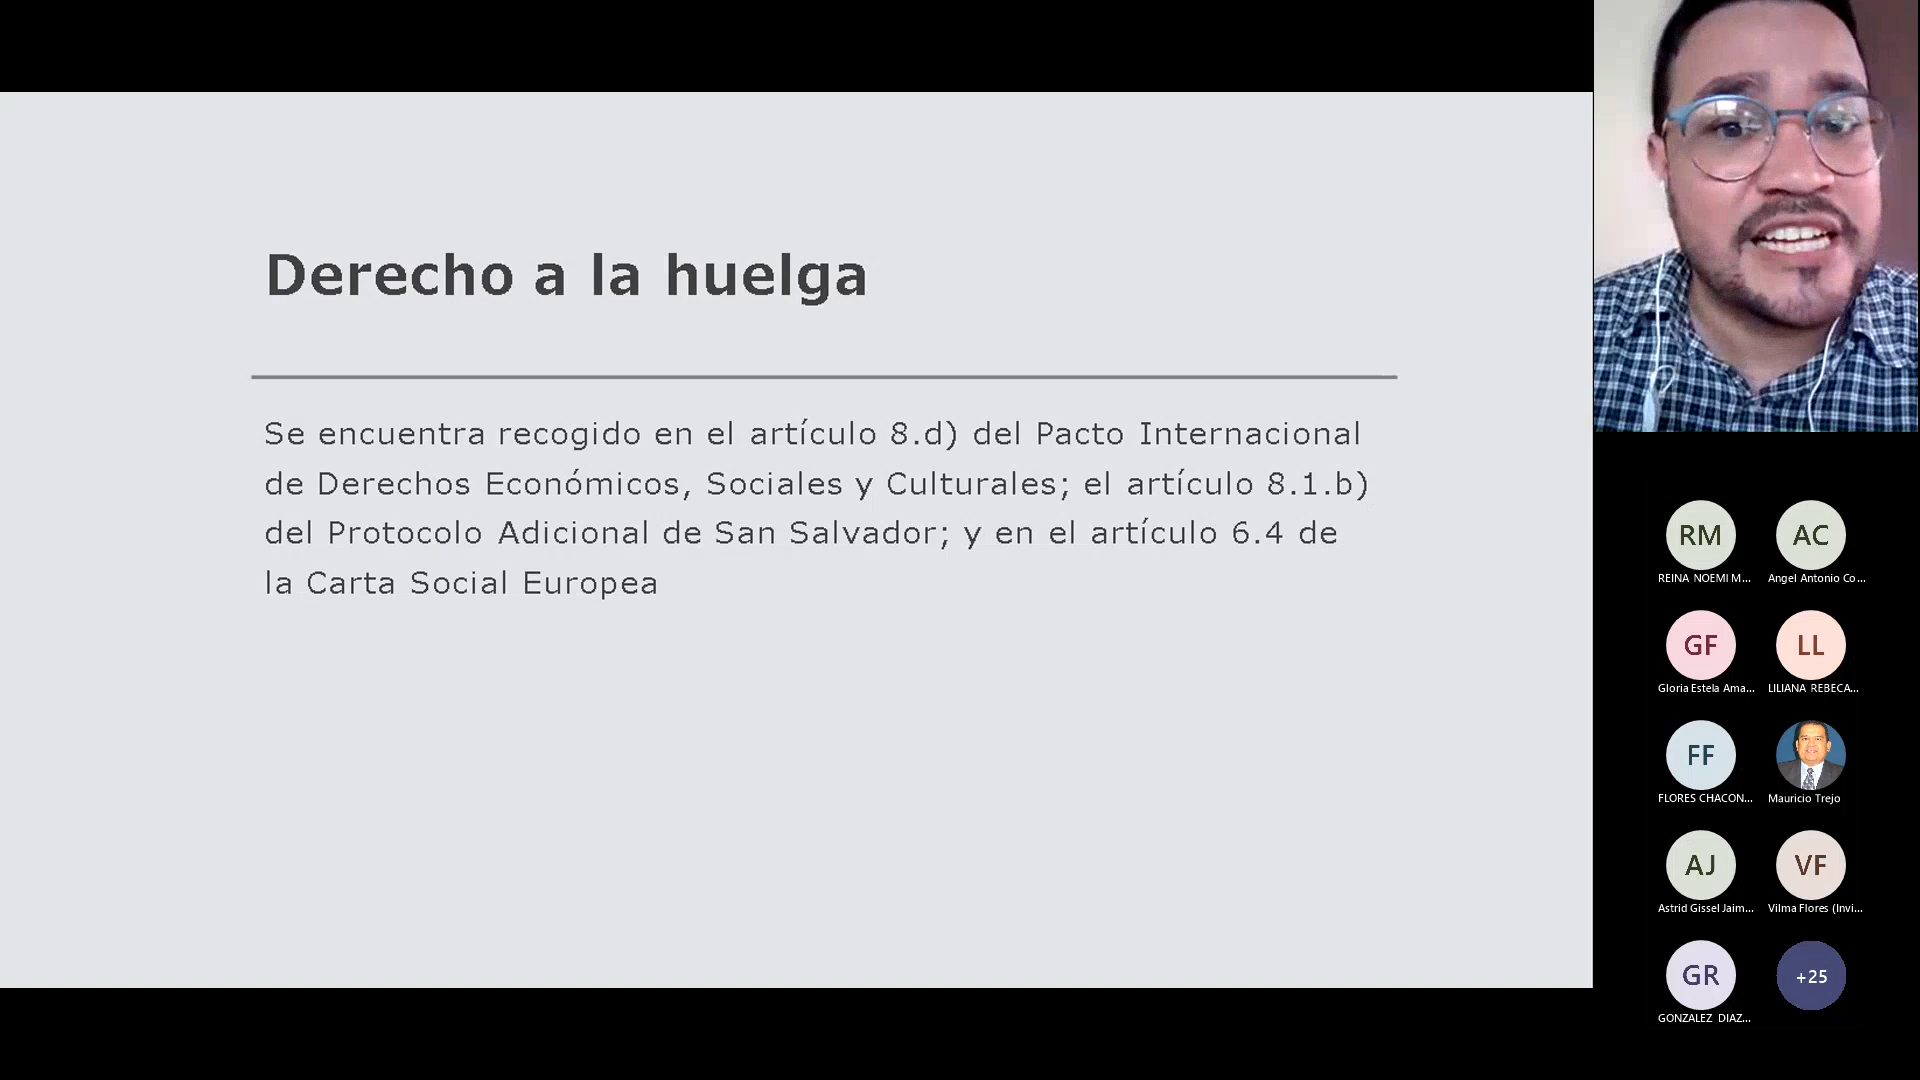 Derecho a la huelga
Se encuentra recogido en el artículo 8.d) del Pacto Internacional
de Derechos Económicos, Sociales y Culturales; el artículo 8.1.b)
del Protocolo Adicional de San Salvador; y en el artículo 6.4 de
la Carta Social Europea
RM
AC
REINA NOEMI M...
Angel Antonio Co...
GF
LL
Gloria Estela Ama...
LILIANA REBECA...
FF
FLORES CHACON...
Mauricio Trejo
AJ
VF
Astrid Gissel Jaim...
Vilma Flores (Invi...
GR
+25
GONZALEZ DIAZ...